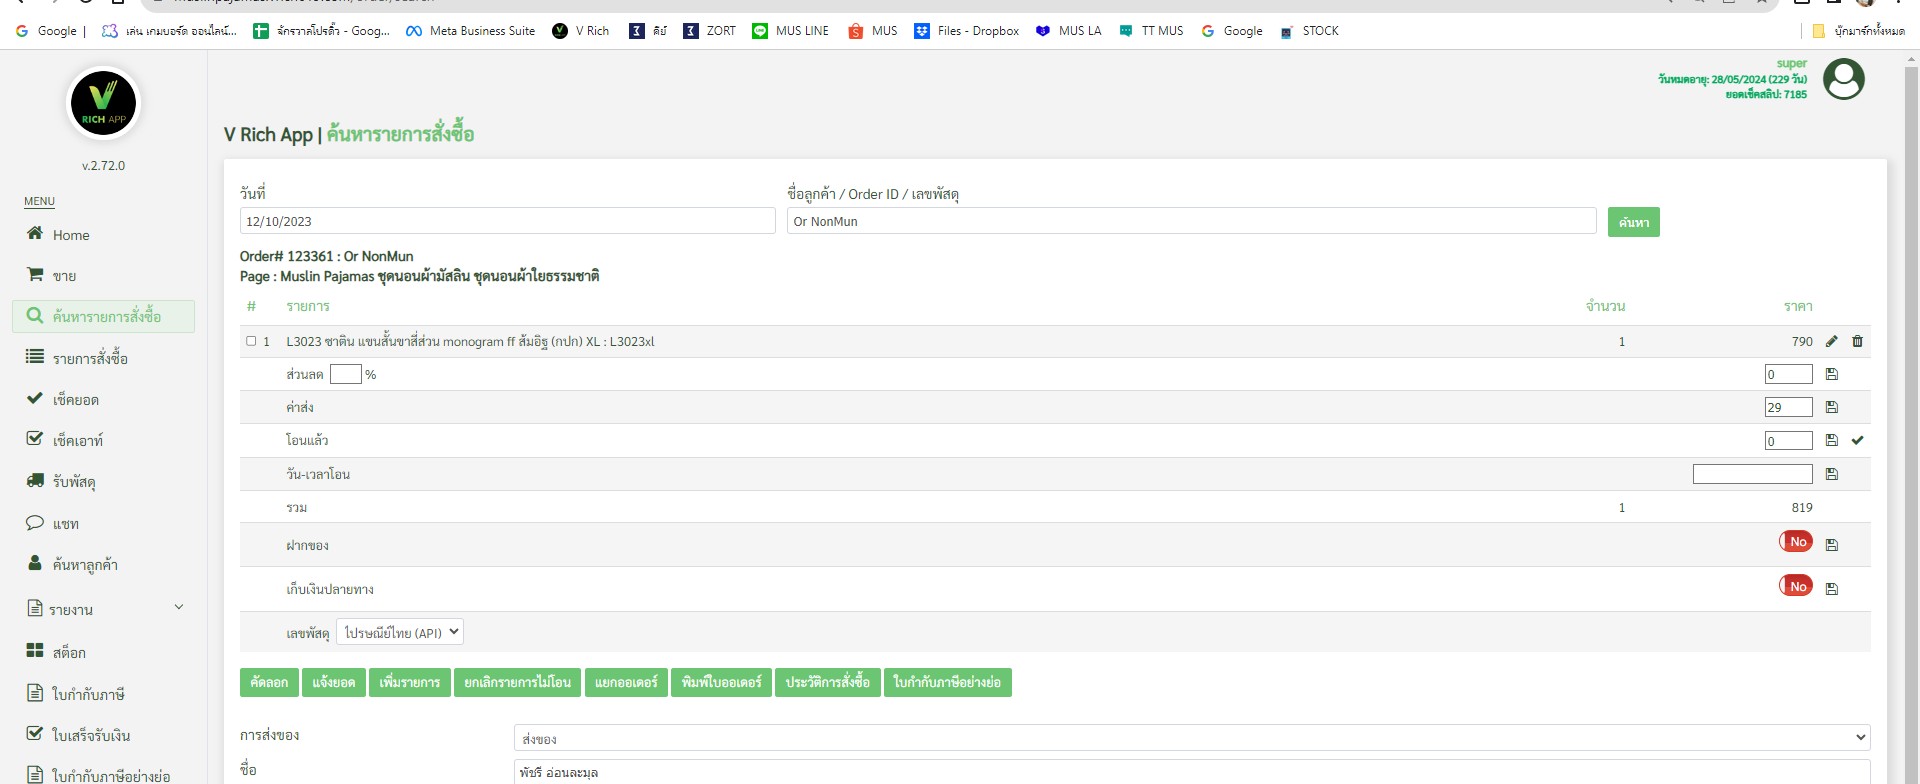 Google
เล่น เกมบอร์ด ออนไลน์...
จักรวาลโปรติ๋ว - Goog...
Meta Business Suite
V Rich
ZORT
MUS LINE
MUS
Files - Dropbox
MUS LA
TT MUS
Google
STOCK
บุ๊กมาร์กทั้งหมด
super
วันหมดอายุ: 28/05/2024 (229 วัน)
ยอดเช็คสลิป: 7185
V
RICH APP
v.2.72.0
MENU
Home
ขาย
ค้นหารายการสั่งซื้อ
รายการสั่งซื้อ
เช็คยอด
เช็คเอาท์
รับพัสดุ
แชท
ค้นหาลูกค้า
รายงาน
สต็อก
ใบกำกับภาษี
ใบเสร็จรับเงิน
ใบกำกับภาษีอย่างย่อ
V Rich App | ค้นหารายการสั่งซื้อ
วันที่
ชื่อลูกค้า / Order ID / เลขพัสดุ
12/10/2023
Or NonMun
ค้นหา
Order# 123361 : Or NonMun
Page : Muslin Pajamas ชุดนอนผ้ามัสลิน ชุดนอนผ้าใยธรรมชาติ
# รายการ จำนวน ราคา
1 L3023 ซาติน แขนสั้นขาสี่ส่วน monogram ff ส้มอิฐ (กปก) XL : L3023xl 1 790
ส่วนลด % 0
ค่าส่ง 29
โอนแล้ว 0
วัน-เวลาโอน
รวม 1 819
ฝากของ No
เก็บเงินปลายทาง No
เลขพัสดุ ไปรษณีย์ไทย (API)
คัดลอก แจ้งยอด เพิ่มรายการ ยกเลิกรายการไม่โอน แยกออเดอร์ พิมพ์ใบออเดอร์ ประวัติการสั่งซื้อ ใบกำกับภาษีอย่างย่อ
การส่งของ ส่งของ
ชื่อ พัชรี อ่อนละมุล